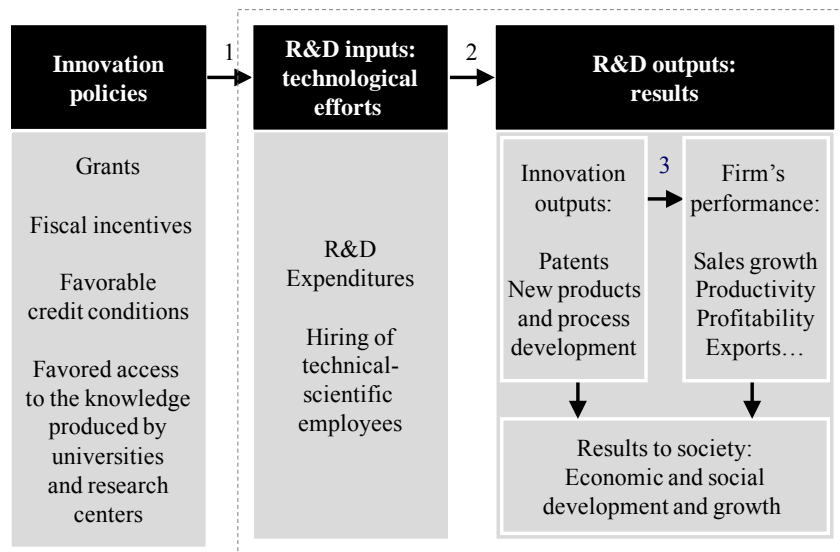 Innovation
policies
1
R&D inputs:
technological
efforts
2
R&D outputs:
results
Grants
Fiscal incentives
Favorable
credit conditions
Favored access
to the knowledge
produced by
universities
and research
centers
R&D
Expenditures
Hiring of
technical-
scientific
employees
Innovation
outputs:
Patents
New products
and process
development
3
Firm’s
performance:
Sales growth
Productivity
Profitability
Exports…
Results to society:
Economic and social
development and growth